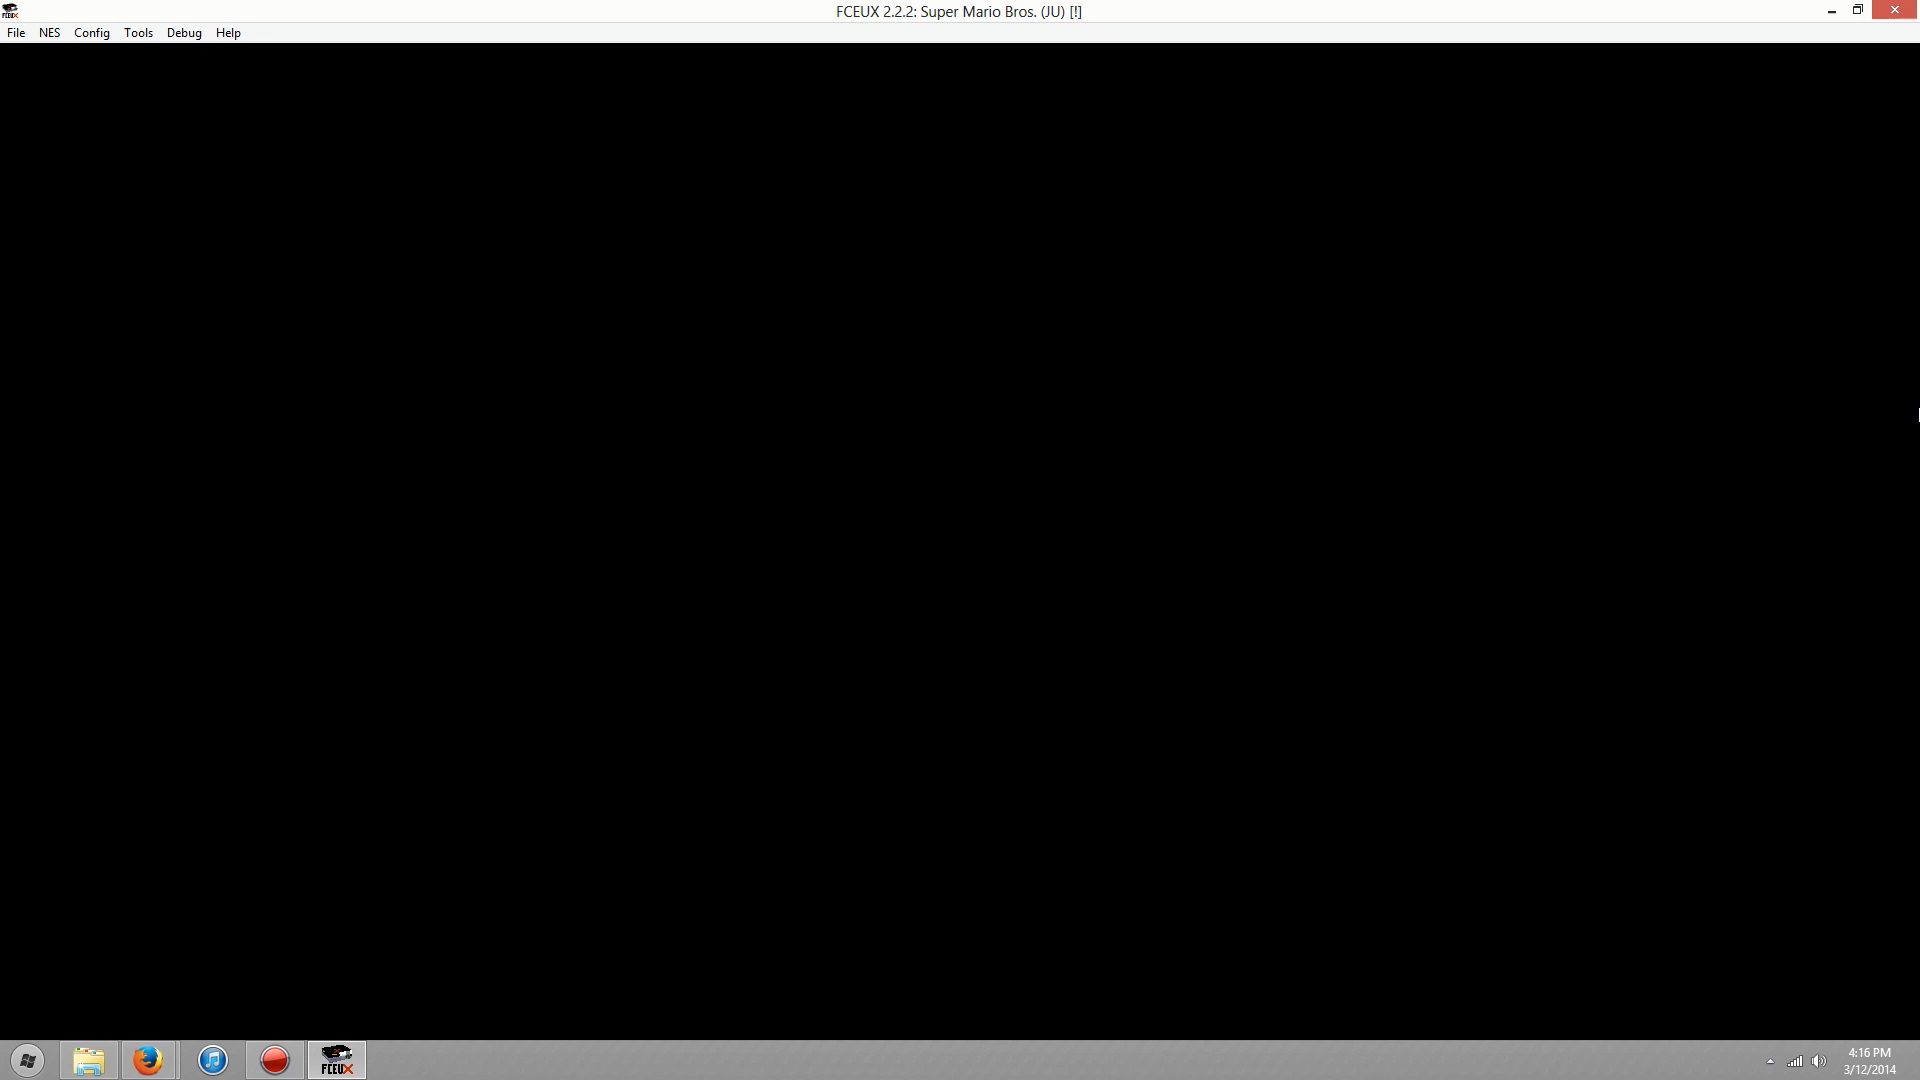 FCEUX 2.2.2: Super Mario Bros. (JU) [!]
File NES Config Tools Debug Help
FCEUX
4:16 PM
3/12/2014